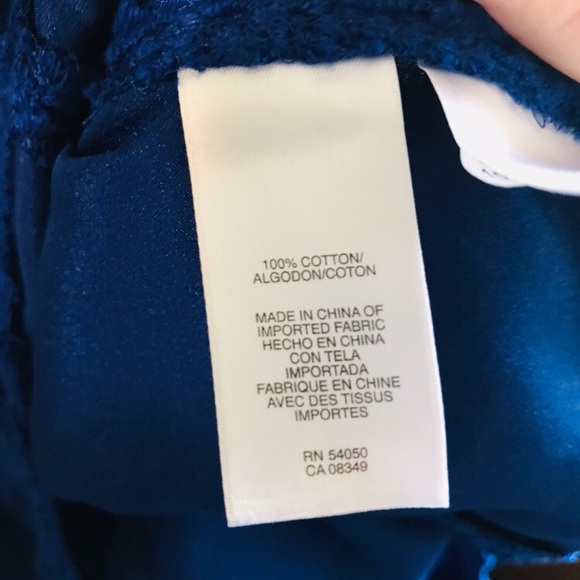 100% COTTON/
ALGODON/COTON
MADE IN CHINA OF
IMPORTED FABRIC
HECHO EN CHINA
CON TELA
IMPORTADA
FABRIQUE EN CHINE
AVEC DES TISSUS
IMPORTES
RN 54050
CA 08349